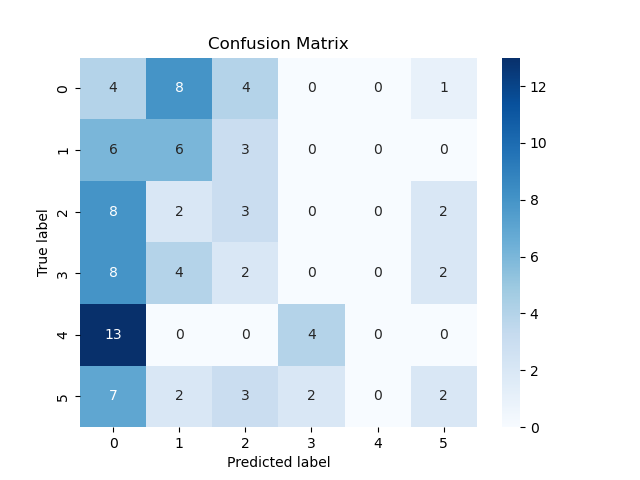 Confusion Matrix
0 4 8 4 0 0 1
1 6 6 3 0 0 0
2 8 2 3 0 0 2
3 8 4 2 0 0 2
4 13 0 0 4 0 0
5 7 2 3 2 0 2
0 1 2 3 4 5
Predicted label
True label
12
10
8
6
4
2
0